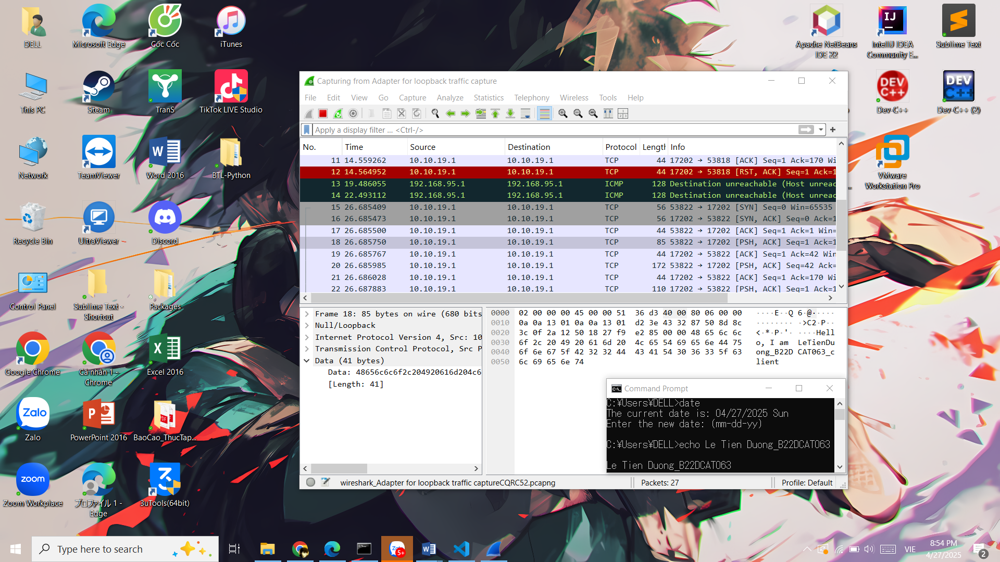 DELL
Microsoft Edge
Cốc Cốc
iTunes
Apache NetBeans
IDE 22
IntelliJ IDEA
Community E...
Sublime Text
This PC
Steam
TranS
TikTok LIVE Studio
Dev-C++
Dev-C++ (2)
Network
TeamViewer
Word 2016
BTL-Python
VMware
Workstation Pro
Recycle Bin
UltraViewer
Discord
Control Panel
Sublime Text -
Shortcut
Packages
Google Chrome
Cá nhân 1 -
Chrome
Excel 2016
Zalo
Zalo
PowerPoint 2016
BaoCao_ThucTap...
zoom
Zoom Workplace
プロファイル 1 -
Edge
3uTools(64bit)
Capturing from Adapter for loopback traffic capture
File Edit View Go Capture Analyze Statistics Telephony Wireless Tools Help
Apply a display filter ... <Ctrl-/>
No. Time Source Destination Protocol Length Info
11 14.559262 10.10.19.1 10.10.19.1 TCP 44 17202 → 53818 [ACK] Seq=1 Ack=170 Wi
12 14.564952 10.10.19.1 10.10.19.1 TCP 44 17202 → 53818 [RST, ACK] Seq=1 Ack=1
13 19.486055 192.168.95.1 192.168.95.1 ICMP 128 Destination unreachable (Host unreac
14 22.493112 192.168.95.1 192.168.95.1 ICMP 128 Destination unreachable (Host unreac
15 26.685409 10.10.19.1 10.10.19.1 TCP 56 53822 → 17202 [SYN] Seq=0 Win=65535
16 26.685473 10.10.19.1 10.10.19.1 TCP 56 17202 → 53822 [SYN, ACK] Seq=0 Ack=1
17 26.685500 10.10.19.1 10.10.19.1 TCP 44 53822 → 17202 [ACK] Seq=1 Ack=1 Win=
18 26.685750 10.10.19.1 10.10.19.1 TCP 85 53822 → 17202 [PSH, ACK] Seq=1 Ack=1
19 26.685767 10.10.19.1 10.10.19.1 TCP 44 17202 → 53822 [ACK] Seq=1 Ack=42 Win
20 26.685985 10.10.19.1 10.10.19.1 TCP 172 53822 → 17202 [PSH, ACK] Seq=42 Ack=
21 26.686028 10.10.19.1 10.10.19.1 TCP 44 17202 → 53822 [ACK] Seq=1 Ack=170 Wi
22 26.687883 10.10.19.1 10.10.19.1 TCP 110 17202 → 53822 [PSH, ACK] Seq=1 Ack=1
Frame 18: 85 bytes on wire (680 bits
Null/Loopback
Internet Protocol Version 4, Src: 10
Transmission Control Protocol, Src P
Data (41 bytes)
Data: 48656c6c6f2c204920616d204c6
[Length: 41]
0000 02 00 00 00 45 00 00 51 36 d3 40 00 80 06 00 00 ····E··Q 6·@·····
0010 0a 0a 13 01 0a 0a 13 01 d2 3e 43 32 87 50 8d 8c ········ ·>C2·P··
0020 3c 0f 2a 12 50 18 27 f9 e2 85 00 00 48 65 6c 6c <·*·P·'· ····Hell
0030 6f 2c 20 49 20 61 6d 20 4c 65 54 69 65 6e 44 75 o, I am LeTienDu
0040 6f 6e 67 5f 42 32 32 44 43 41 54 30 36 33 5f 63 ong_B22D CAT063_c
0050 6c 69 65 6e 74 lient
Command Prompt
C:¥Users¥DELL>date
The current date is: 04/27/2025 Sun
Enter the new date: (mm-dd-yy)
C:¥Users¥DELL>echo Le Tien Duong_B22DCAT063
Le Tien Duong_B22DCAT063
wireshark_Adapter for loopback traffic captureCQRC52.pcapng
Packets: 27
Profile: Default
Type here to search
5+
VIE
8:54 PM
4/27/2025
2